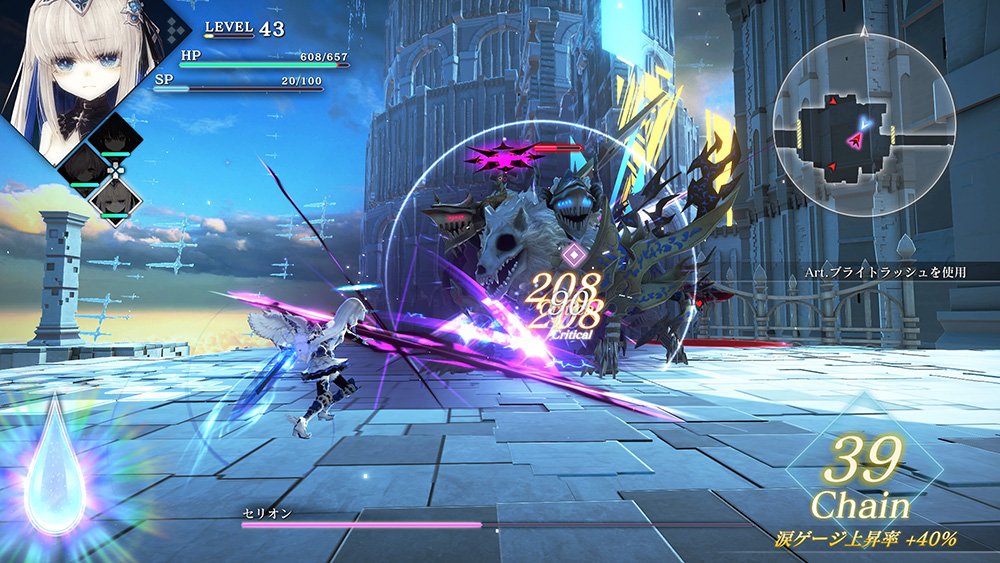 LEVEL 43
HP 608/657
SP 20/100
Art.ブライトラッシュを使用
208
208
Critical
セリオン
39
Chain
涙ゲージ上昇率 +40%